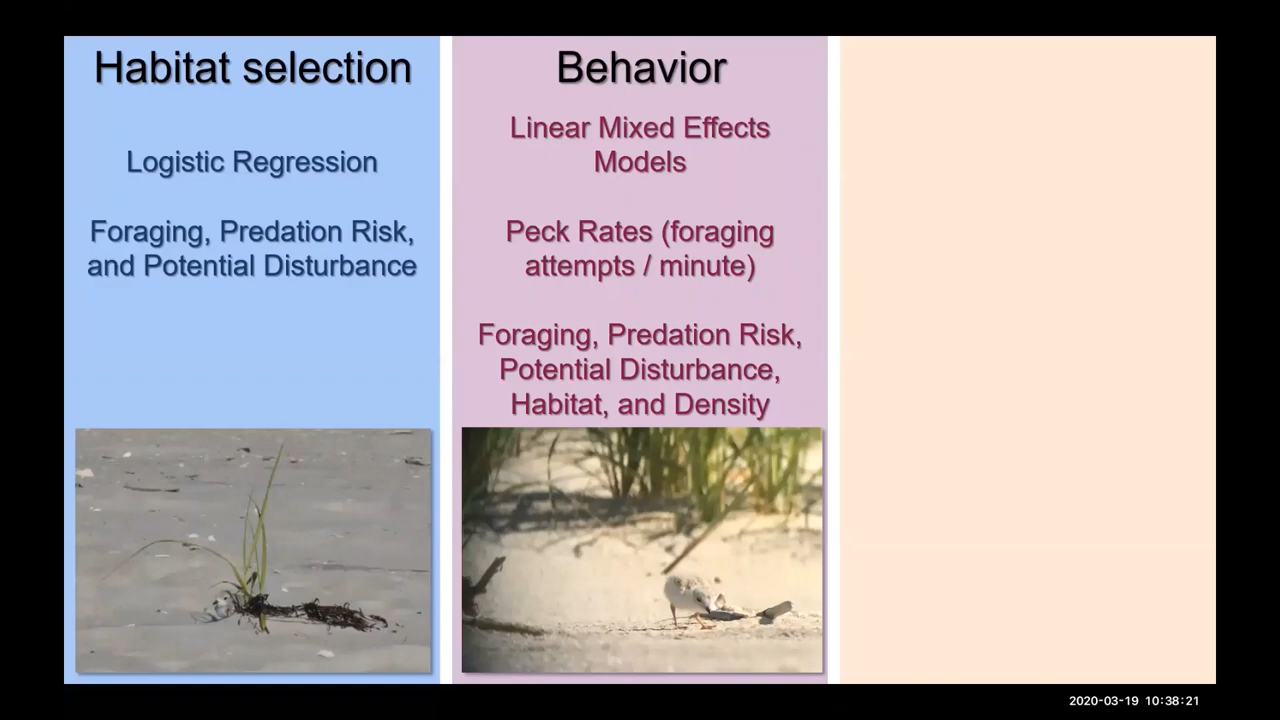 Habitat selection
Logistic Regression
Foraging, Predation Risk,
and Potential Disturbance
Behavior
Linear Mixed Effects
Models
Peck Rates (foraging
attempts / minute)
Foraging, Predation Risk,
Potential Disturbance,
Habitat, and Density
2020-03-19 10:38:21